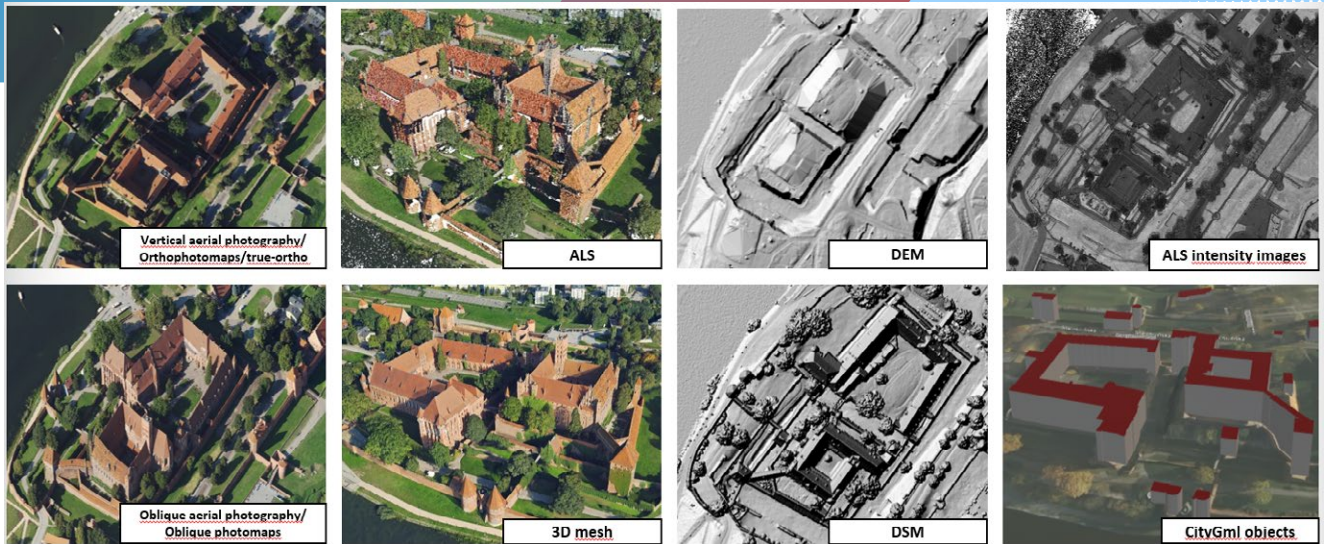 Vertical aerial photography/
Orthophotomaps/true-ortho
ALS
DEM
ALS intensity images
Oblique aerial photography/
Oblique photomaps
3D mesh
DSM
CityGml objects